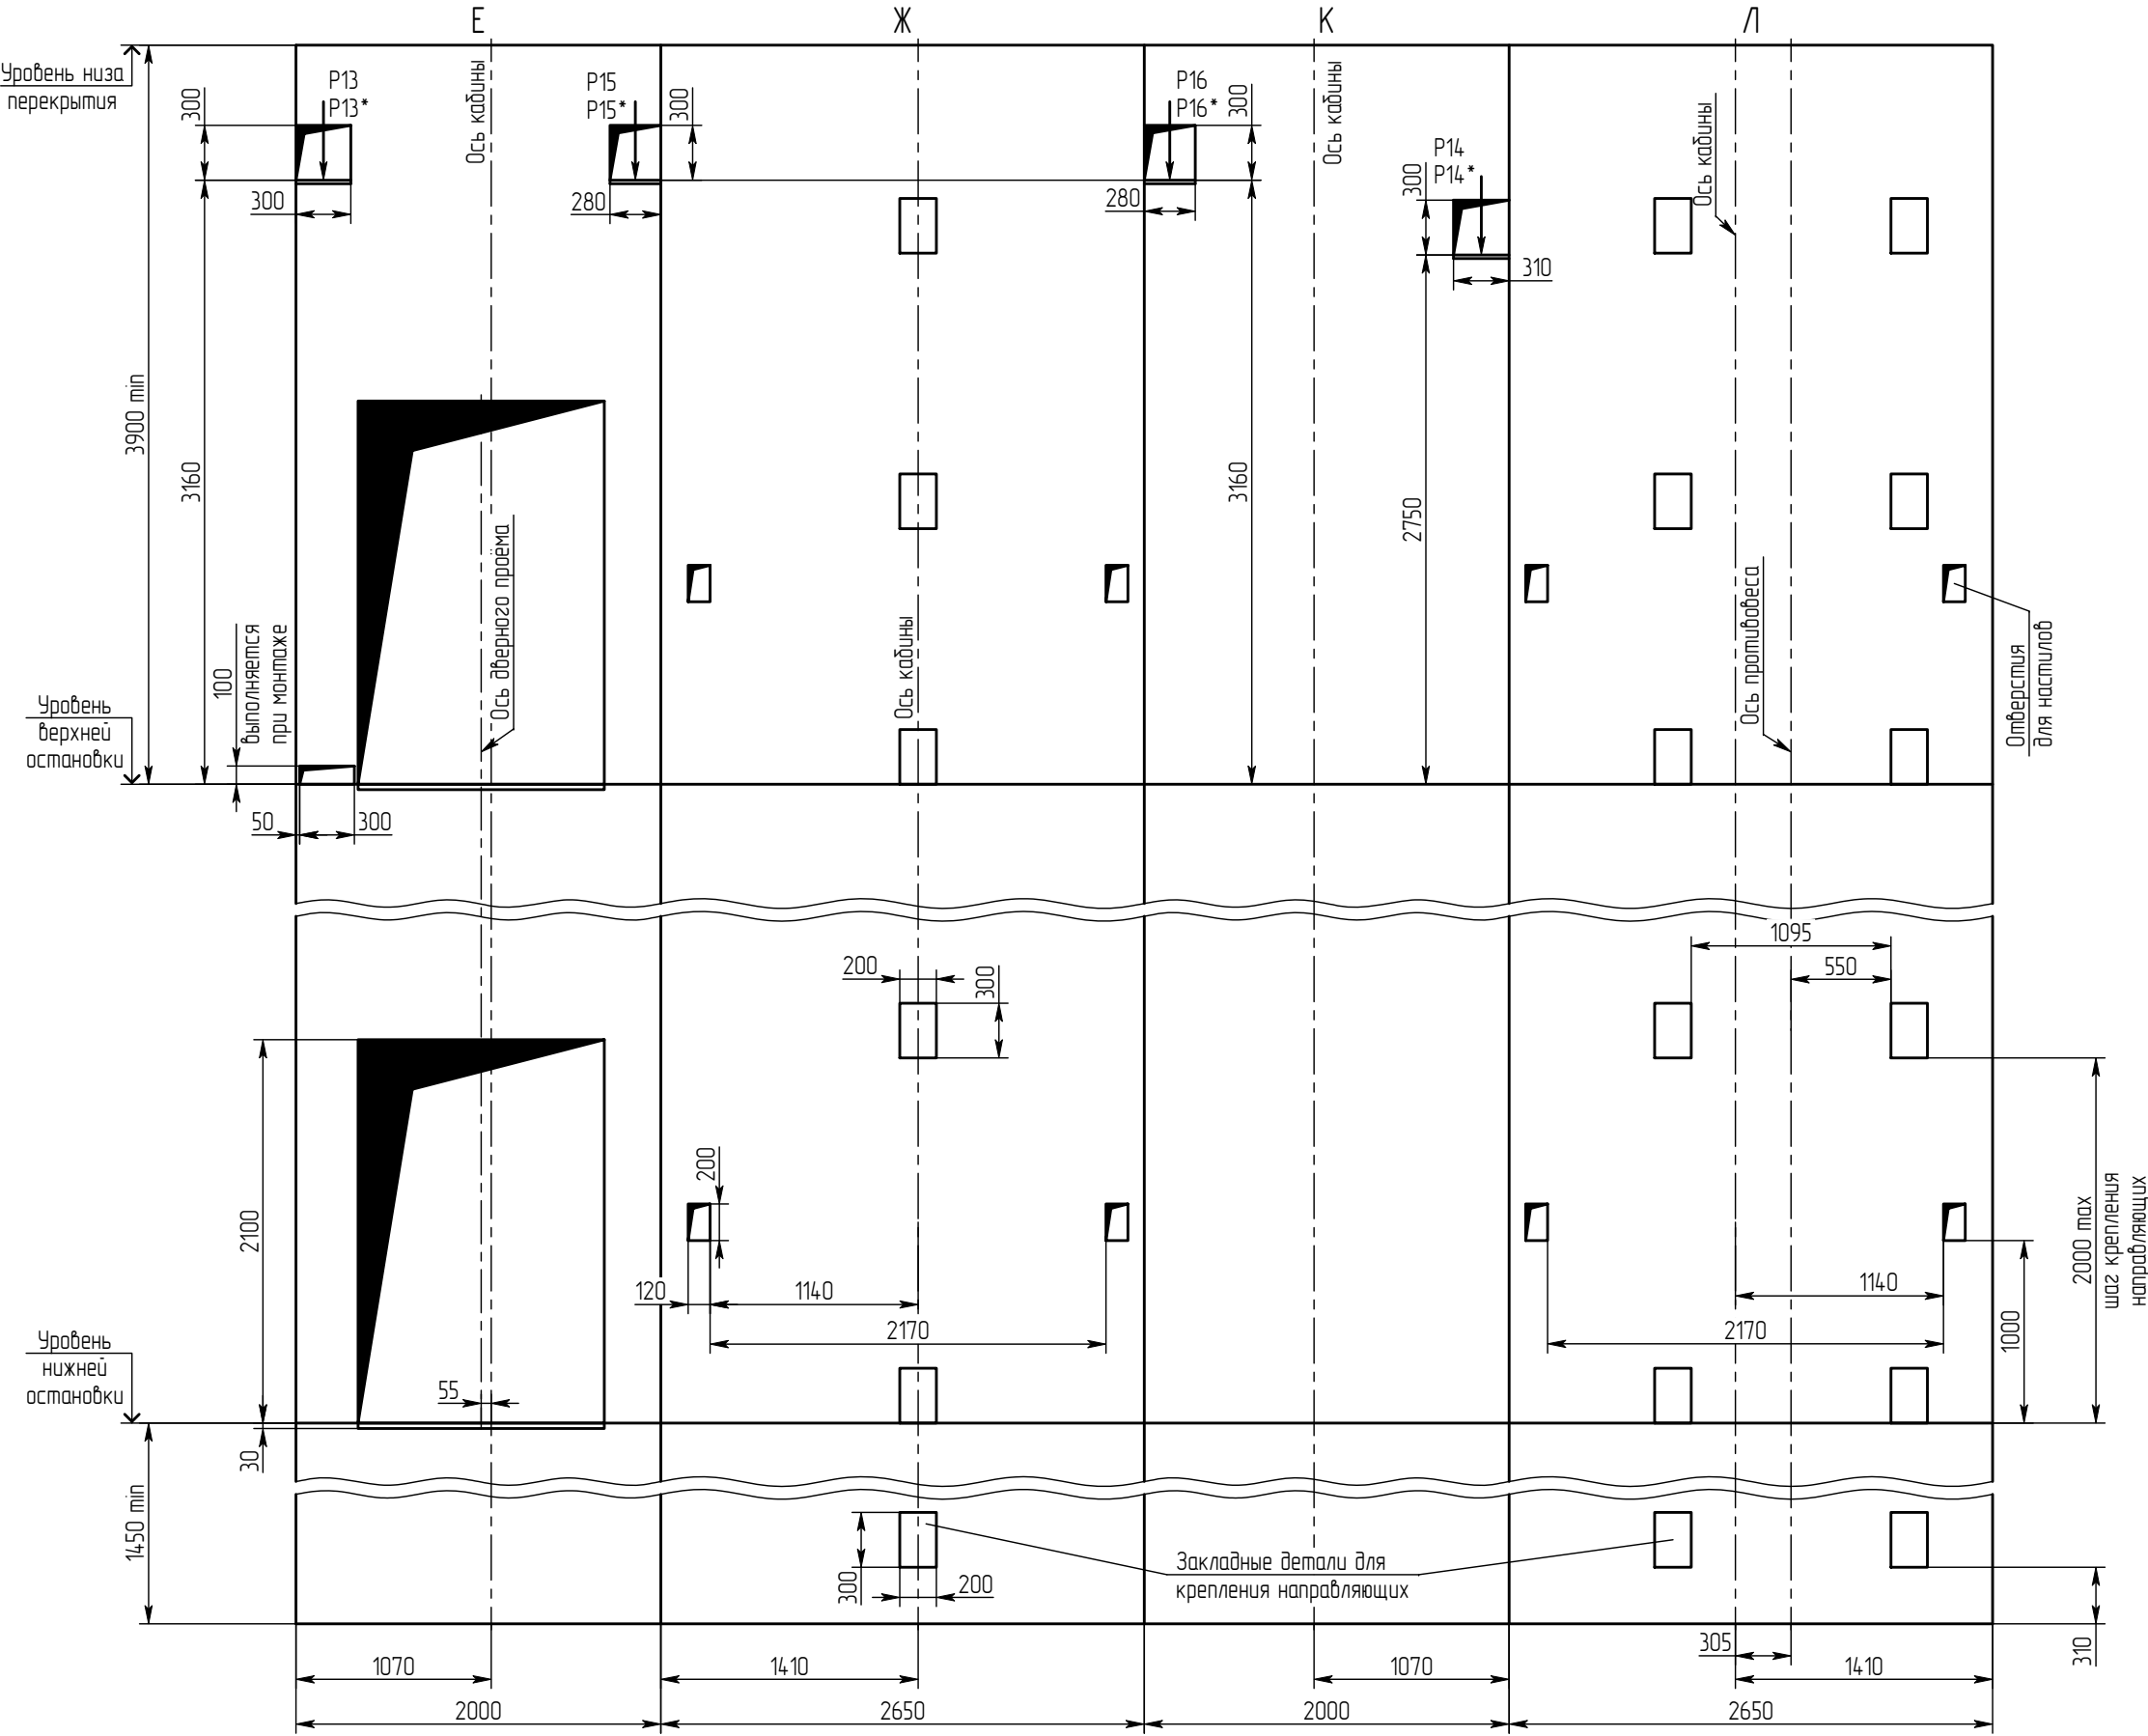 Е
Ж
К
Л
Уровень низа
перекрытия
Р13
Р13*
Р15
Р15*
Р16
Р16*
Р14
Р14*
Ось кабины
Ось кабины
Ось кабины
300
300
300
300
300
280
280
310
3900 min
3160
3160
2750
Ось дверного проёма
Ось кабины
Ось противовеса
Отверстия
для настилов
100
выполняется
при монтаже
Уровень
верхней
остановки
50
300
1095
550
200
300
2100
200
120
1140
2170
1140
2170
1000
2000 max
шаг крепления
направляющих
Уровень
нижней
остановки
55
30
1450 min
300
200
Закладные детали для
крепления направляющих
310
305
1070
1410
1070
1410
2000
2650
2000
2650